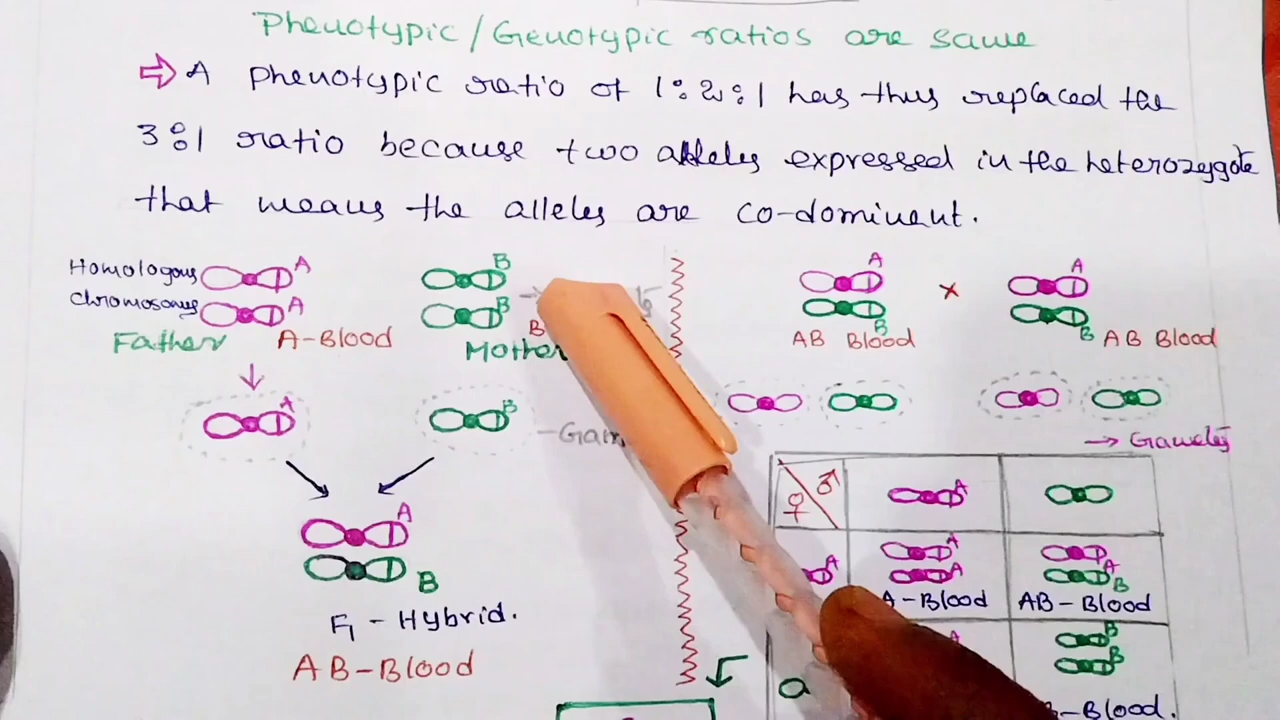 Phenotypic/Genotypic ratios are same
⇨ A phenotypic ratio of 1:2:1 has thus replaced the
3:1 ratio because two alleles expressed in the heterozygote
that means the alleles are co-dominent.
Homologous
Chromosomes
A
A
Father
A-Blood
B
B
B
Mother
A
B
AB Blood
×
A
B
AB Blood
A
B
Gam
→ Gametes
A
B
F1 - Hybrid.
AB-Blood
♀ ♂
A
A
A
A
A-Blood
A
B
AB-Blood
B
B
B-Blood.